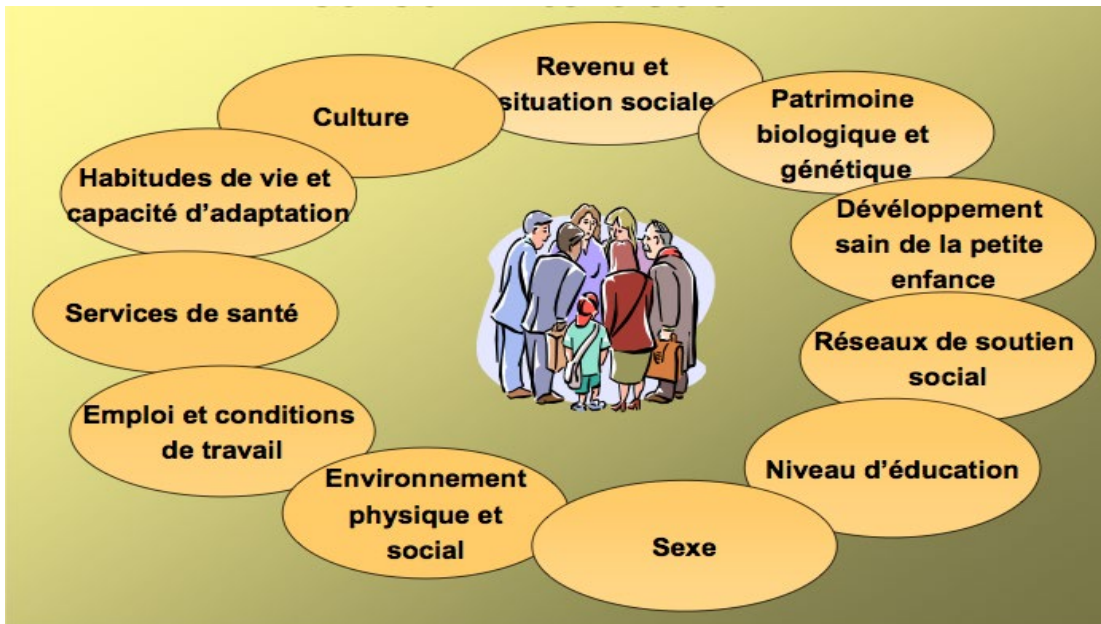 Revenu et
situation sociale
Patrimoine
biologique et
génétique
Dévéloppement
sain de la petite
enfance
Réseaux de soutien
social
Niveau d'éducation
Sexe
Environnement
physique et
social
Emploi et conditions
de travail
Services de santé
Habitudes de vie et
capacité d'adaptation
Culture